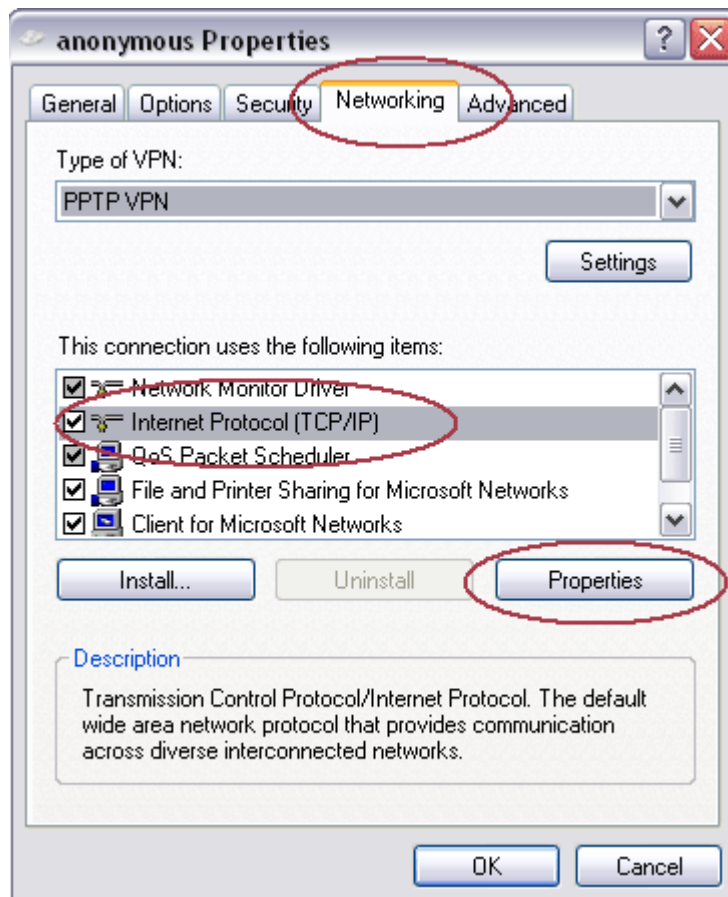 anonymous Properties
General Options Security Networking Advanced
Type of VPN:
PPTP VPN
Settings
This connection uses the following items:
Network Monitor Driver
Internet Protocol (TCP/IP)
QoS Packet Scheduler
File and Printer Sharing for Microsoft Networks
Client for Microsoft Networks
Install... Uninstall Properties
Description
Transmission Control Protocol/Internet Protocol. The default
wide area network protocol that provides communication
across diverse interconnected networks.
OK Cancel